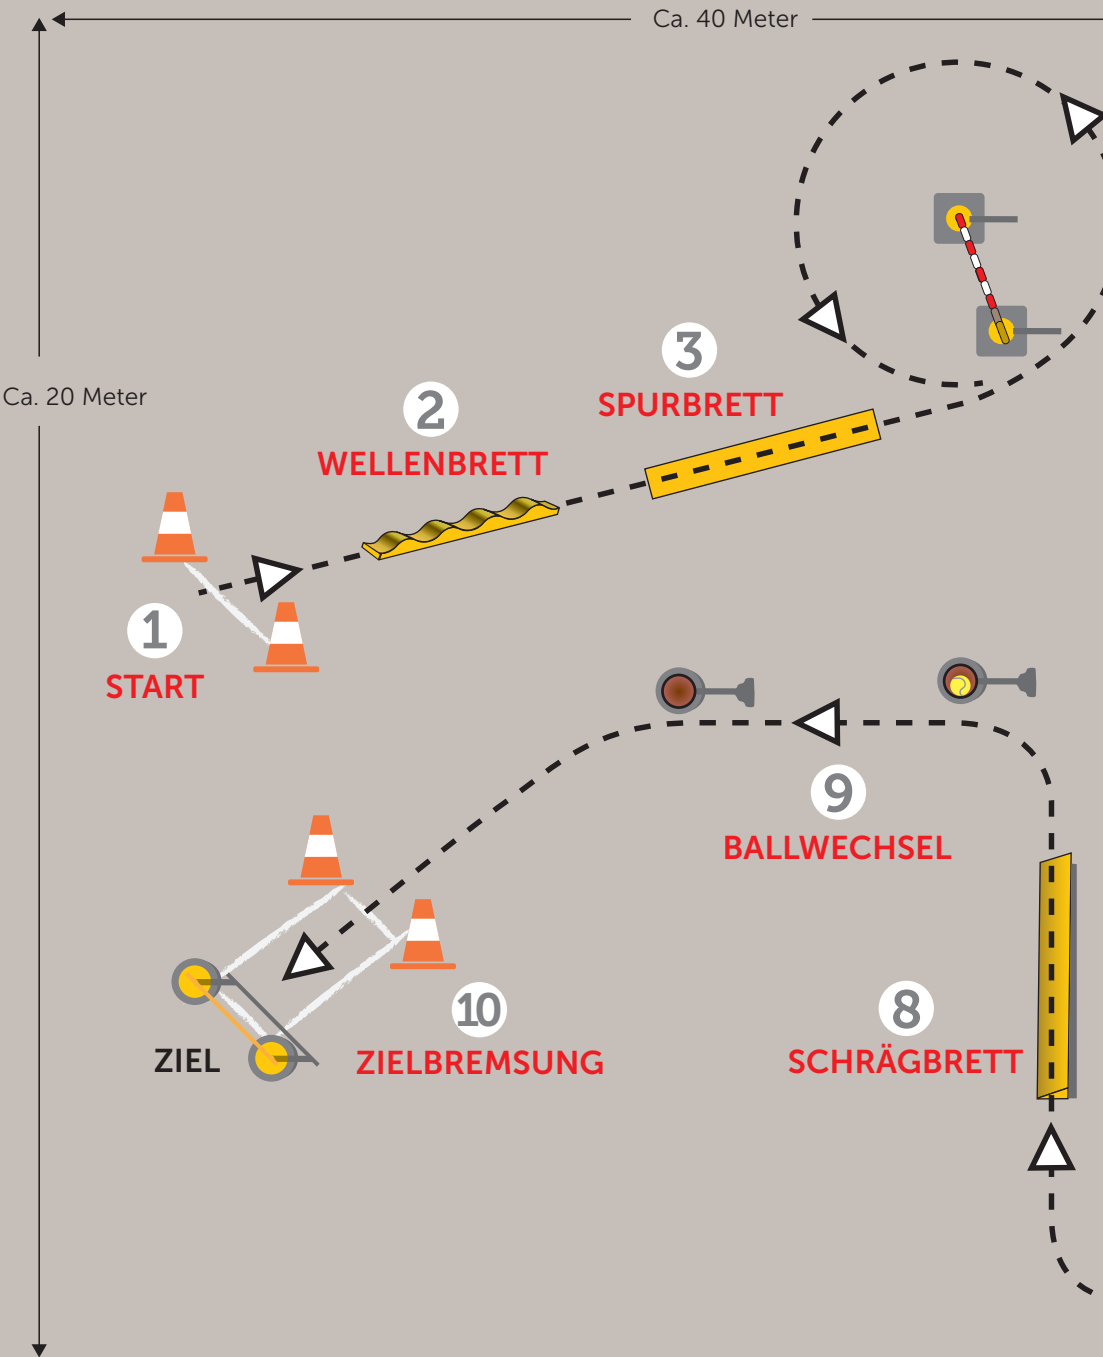 Ca. 40 Meter
Ca. 20 Meter
1
START
2
WELLENBRETT
3
SPURBRETT
8
SCHRÄGBRETT
9
BALLWECHSEL
10
ZIELBREMSUNG
ZIEL